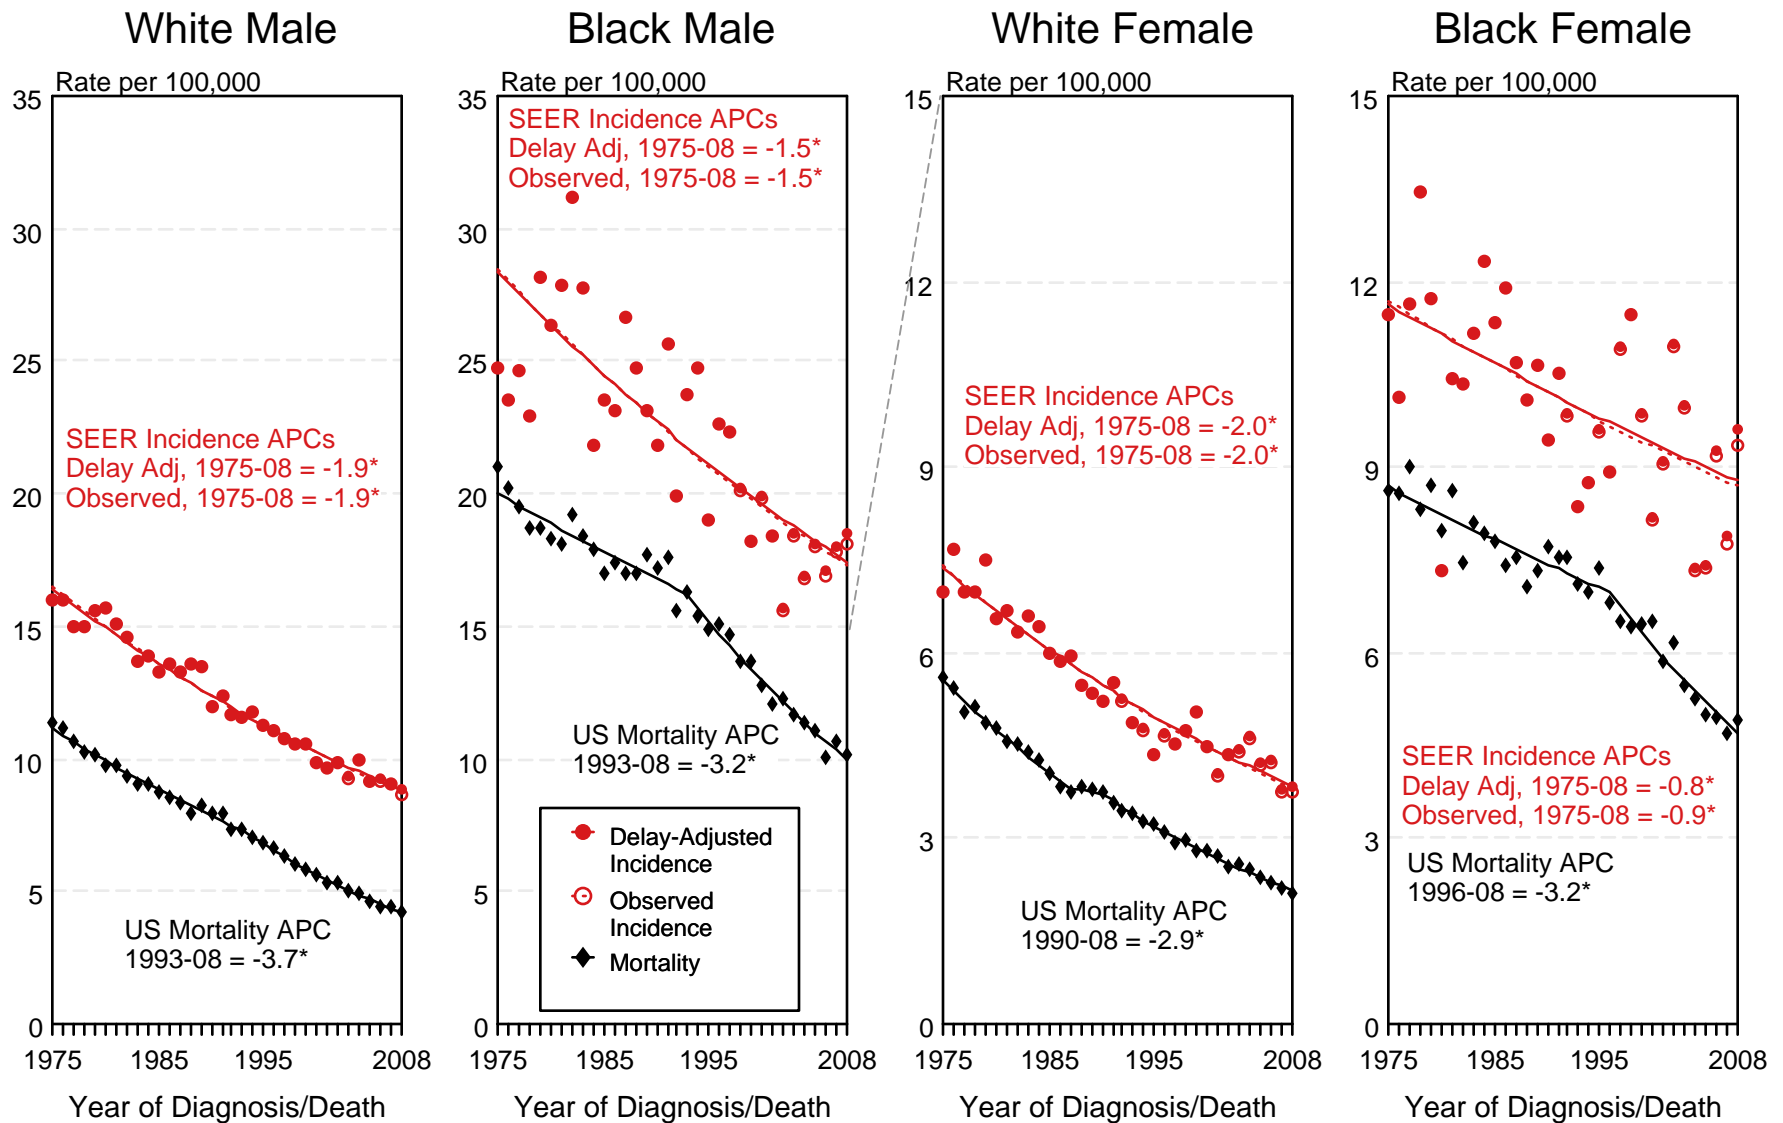 White Male
Rate per 100,000
35
30
25
20
15
10
5
0
SEER Incidence APCs
Delay Adj, 1975-08 = -1.9*
Observed, 1975-08 = -1.9*
US Mortality APC
1993-08 = -3.7*
1975
1985
1995
2008
Year of Diagnosis/Death
Black Male
Rate per 100,000
35
30
25
20
15
10
5
0
SEER Incidence APCs
Delay Adj, 1975-08 = -1.5*
Observed, 1975-08 = -1.5*
US Mortality APC
1993-08 = -3.2*
Delay-Adjusted
Incidence
Observed
Incidence
Mortality
1975
1985
1995
2008
Year of Diagnosis/Death
White Female
Rate per 100,000
15
12
9
6
3
0
SEER Incidence APCs
Delay Adj, 1975-08 = -2.0*
Observed, 1975-08 = -2.0*
US Mortality APC
1990-08 = -2.9*
1975
1985
1995
2008
Year of Diagnosis/Death
Black Female
Rate per 100,000
15
12
9
6
3
0
SEER Incidence APCs
Delay Adj, 1975-08 = -0.8*
Observed, 1975-08 = -0.9*
US Mortality APC
1996-08 = -3.2*
1975
1985
1995
2008
Year of Diagnosis/Death